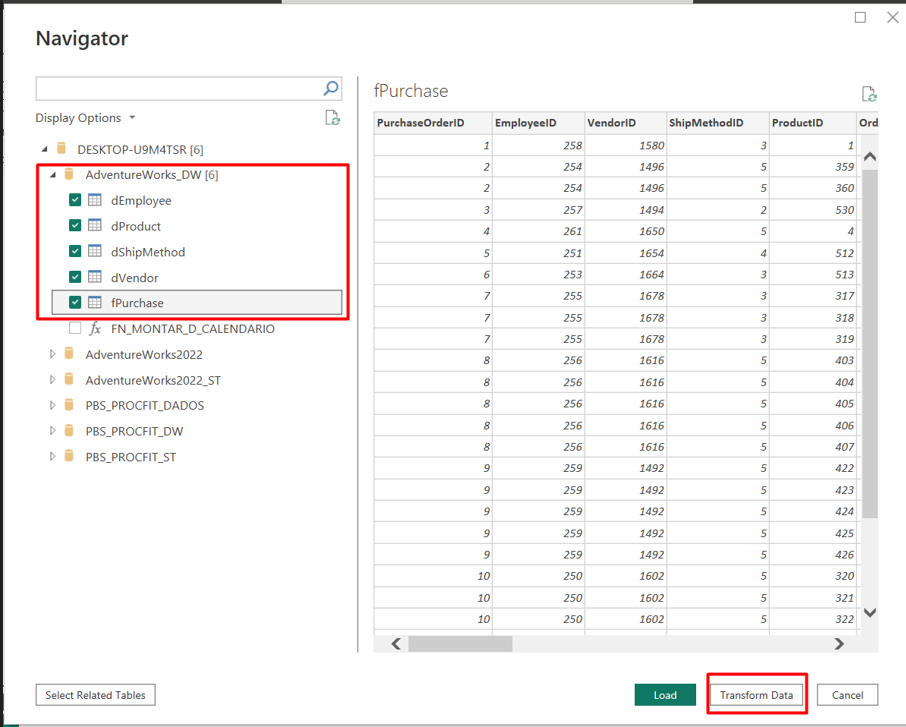 Navigator
Display Options
DESKTOP-U9M4TSR [6]
AdventureWorks_DW [6]
dEmployee
dProduct
dShipMethod
dVendor
fPurchase
fx FN_MONTAR_D_CALENDARIO
AdventureWorks2022
AdventureWorks2022_ST
PBS_PROCFIT_DADOS
PBS_PROCFIT_DW
PBS_PROCFIT_ST
fPurchase
PurchaseOrderID EmployeeID VendorID ShipMethodID ProductID Ord
1 258 1580 3 1
2 254 1496 5 359
2 254 1496 5 360
3 257 1494 2 530
4 261 1650 5 4
5 251 1654 4 512
6 253 1664 3 513
7 255 1678 3 317
7 255 1678 3 318
7 255 1678 3 319
8 256 1616 5 403
8 256 1616 5 404
8 256 1616 5 405
8 256 1616 5 406
8 256 1616 5 407
9 259 1492 5 422
9 259 1492 5 423
9 259 1492 5 424
9 259 1492 5 425
9 259 1492 5 426
10 250 1602 5 320
10 250 1602 5 321
10 250 1602 5 322
Select Related Tables
Load
Transform Data
Cancel